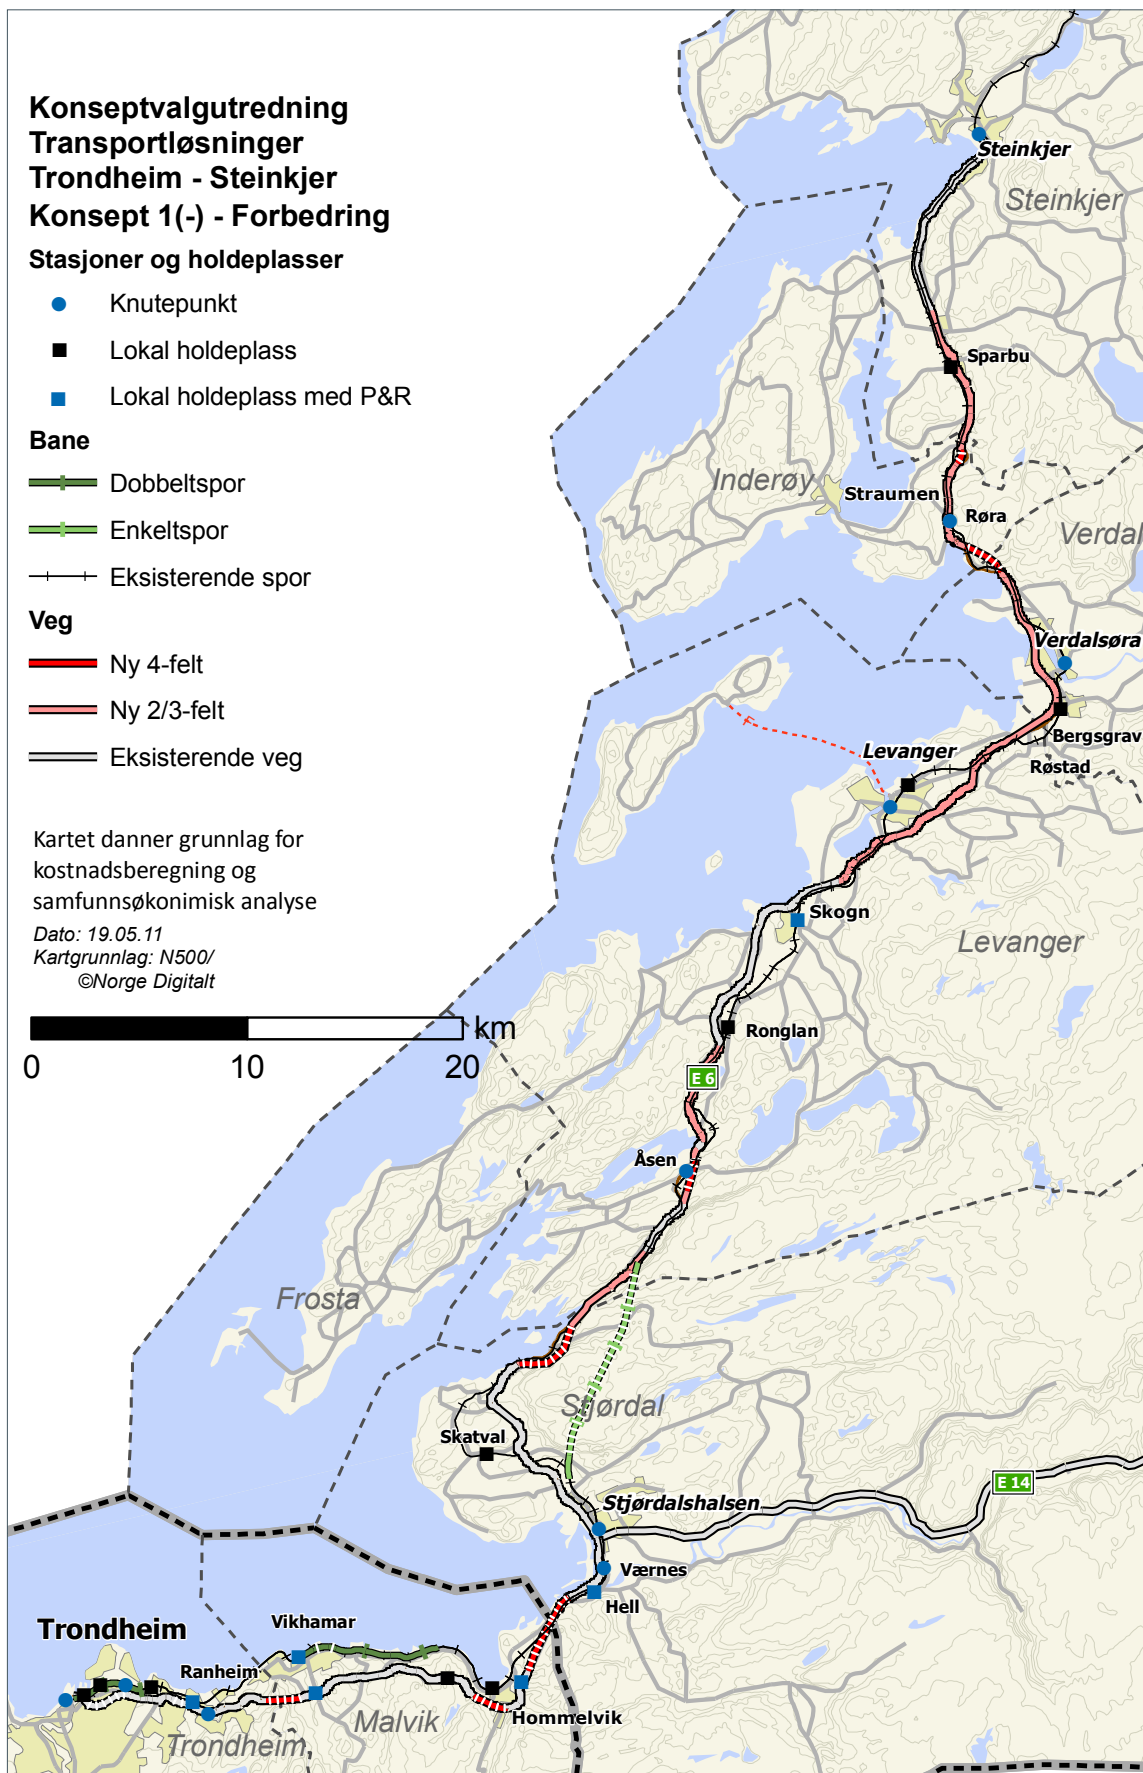 Konseptvalgutredning
Transportløsninger
Trondheim - Steinkjer
Konsept 1(-) - Forbedring
Stasjoner og holdeplasser
Knutepunkt
Lokal holdeplass
Lokal holdeplass med P&R
Bane
Dobbeltspor
Enkeltspor
Eksisterende spor
Veg
Ny 4-felt
Ny 2/3-felt
Eksisterende veg
Kartet danner grunnlag for
kostnadsberegning og
samfunnsøkonimisk analyse
Dato: 19.05.11
Kartgrunnlag: N500/
©Norge Digitalt
km
0 10 20
Steinkjer
Steinkjer
Sparbu
Inderøy
Straumen
Røra
Verdal
Verdalsøra
Bergsgrav
Levanger
Røstad
Skogn
Levanger
Ronglan
E 6
Åsen
Frosta
Stjørdal
Skatval
E 14
Stjørdalshalsen
Værnes
Hell
Vikhamar
Trondheim
Ranheim
Hommelvik
Malvik
Trondheim